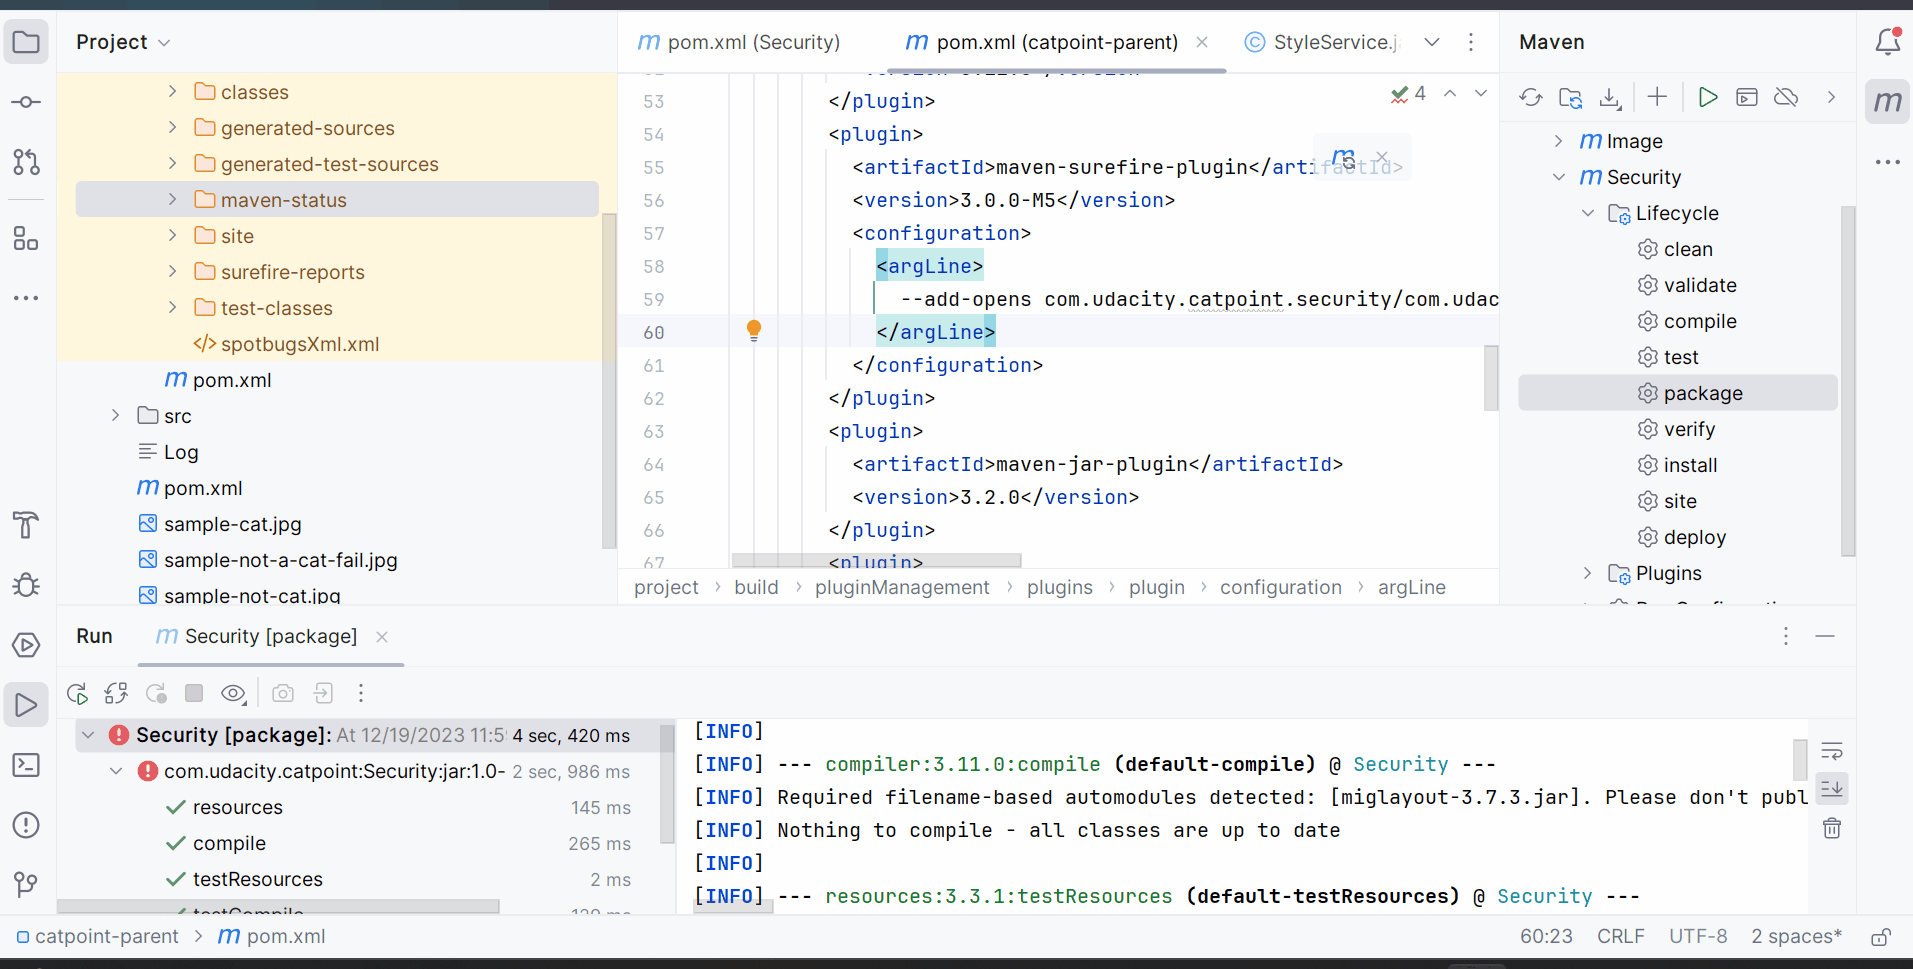 Project
classes
generated-sources
generated-test-sources
maven-status
site
surefire-reports
test-classes
</> spotbugsXml.xml
m pom.xml
src
Log
m pom.xml
sample-cat.jpg
sample-not-a-cat-fail.jpg
sample-not-cat.jpg
m pom.xml (Security)
m pom.xml (catpoint-parent)
StyleService.j
4
53 </plugin>
54 <plugin>
55 <artifactId>maven-surefire-plugin</artifactId>
56 <version>3.0.0-M5</version>
57 <configuration>
58 <argLine>
59 --add-opens com.udacity.catpoint.security/com.udac
60 </argLine>
61 </configuration>
62 </plugin>
63 <plugin>
64 <artifactId>maven-jar-plugin</artifactId>
65 <version>3.2.0</version>
66 </plugin>
67 <plugin>
project > build > pluginManagement > plugins > plugin > configuration > argLine
Maven
m Image
m Security
Lifecycle
clean
validate
compile
test
package
verify
install
site
deploy
Plugins
Run
m Security [package]
Security [package]: At 12/19/2023 11:5 4 sec, 420 ms
com.udacity.catpoint:Security:jar:1.0- 2 sec, 986 ms
resources 145 ms
compile 265 ms
testResources 2 ms
testCompile
[INFO]
[INFO] --- compiler:3.11.0:compile (default-compile) @ Security ---
[INFO] Required filename-based automodules detected: [miglayout-3.7.3.jar]. Please don't publ
[INFO] Nothing to compile - all classes are up to date
[INFO]
[INFO] --- resources:3.3.1:testResources (default-testResources) @ Security ---
catpoint-parent > m pom.xml
60:23 CRLF UTF-8 2 spaces*